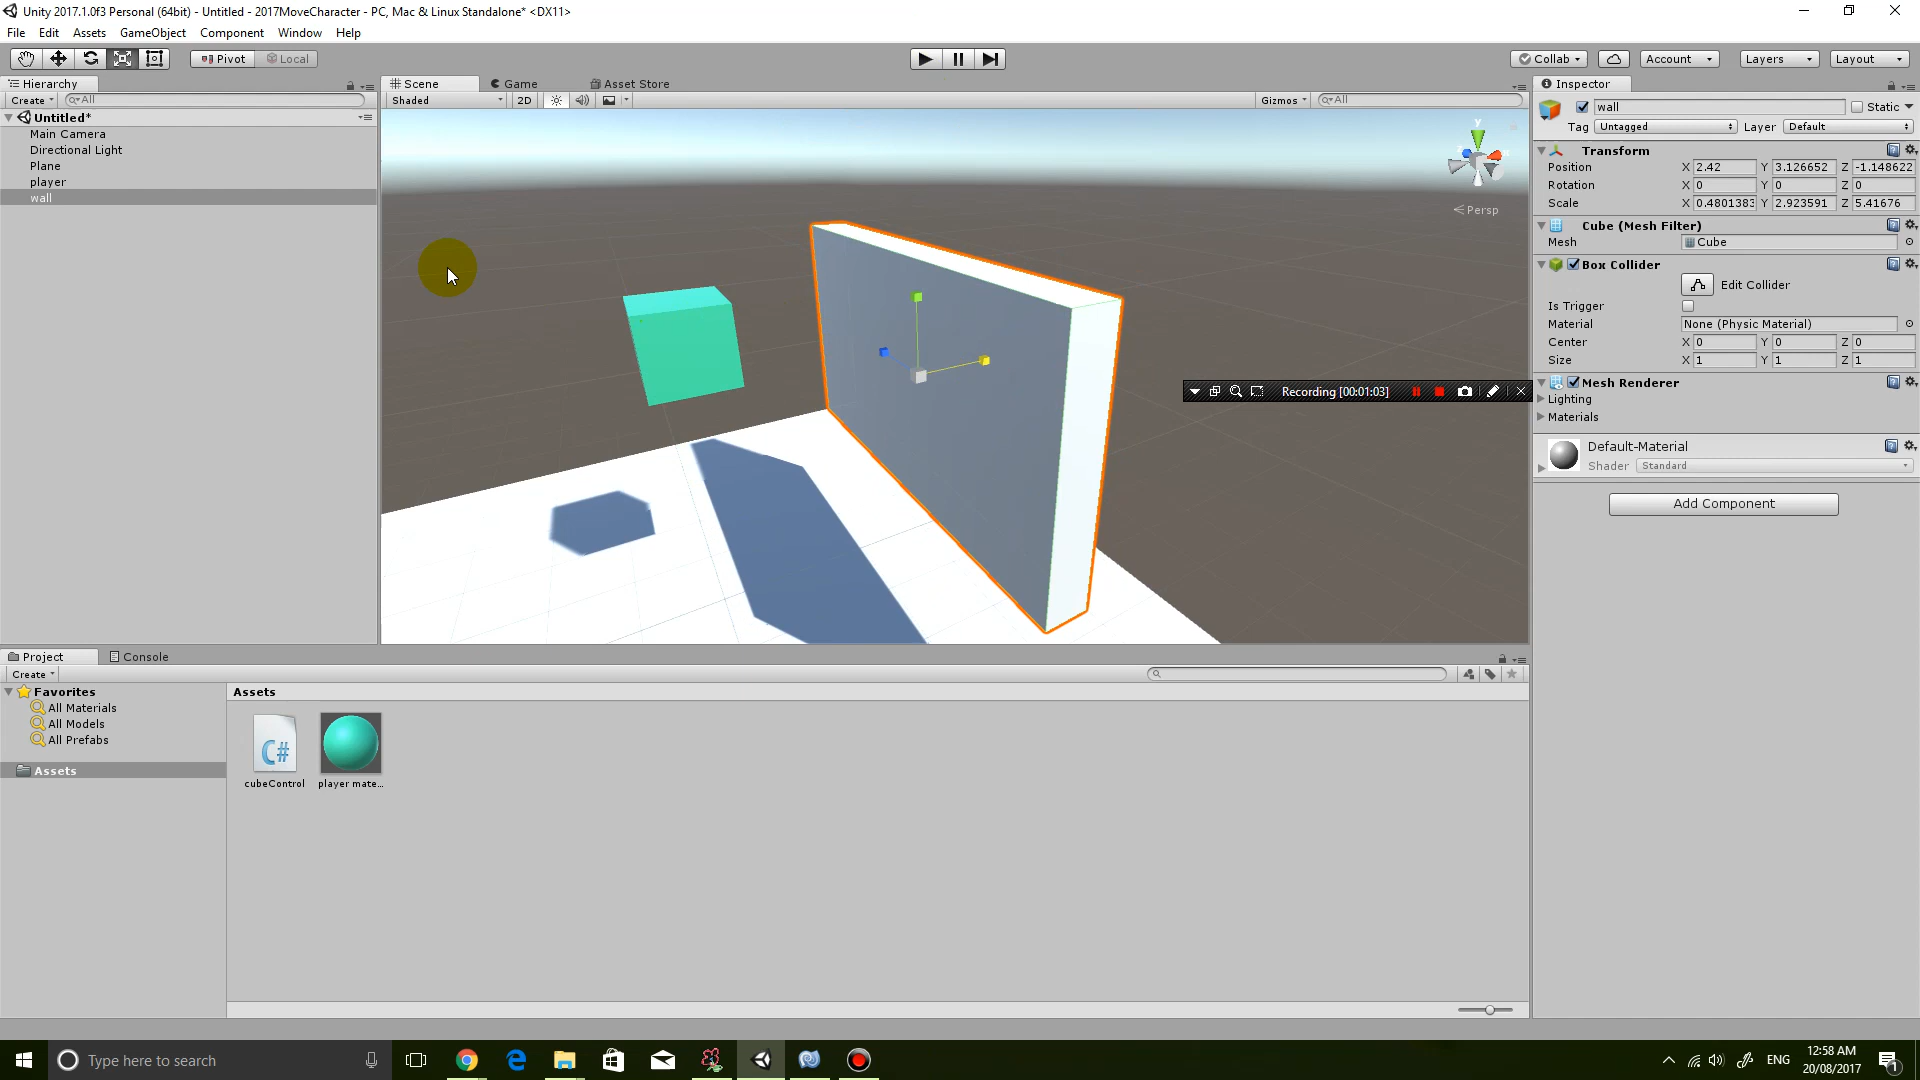 Unity 2017.1.0f3 Personal (64bit) - Untitled - 2017MoveCharacter - PC, Mac & Linux Standalone* <DX11>
File Edit Assets GameObject Component Window Help
Pivot Local Collab Account Layers Layout
Hierarchy Scene Game Asset Store Inspector
Create All Shaded 2D Gizmos All wall Static
Untitled*
Tag Untagged Layer Default
Main Camera
Directional Light
Plane
player
wall
Transform
Position X 2.42 Y 3.126652 Z -1.148622
Rotation X 0 Y 0 Z 0
Scale X 0.4801383 Y 2.923591 Z 5.41676
y
Persp
Cube (Mesh Filter)
Mesh Cube
Box Collider
Edit Collider
Is Trigger
Material None (Physic Material)
Center X 0 Y 0 Z 0
Size X 1 Y 1 Z 1
Mesh Renderer
Lighting
Materials
Recording [00:01:03]
Default-Material
Shader Standard
Add Component
Project Console
Create
Favorites Assets
All Materials
All Models
All Prefabs
Assets
C#
cubeControl player mate...
Type here to search
ENG
12:58 AM
20/08/2017
1